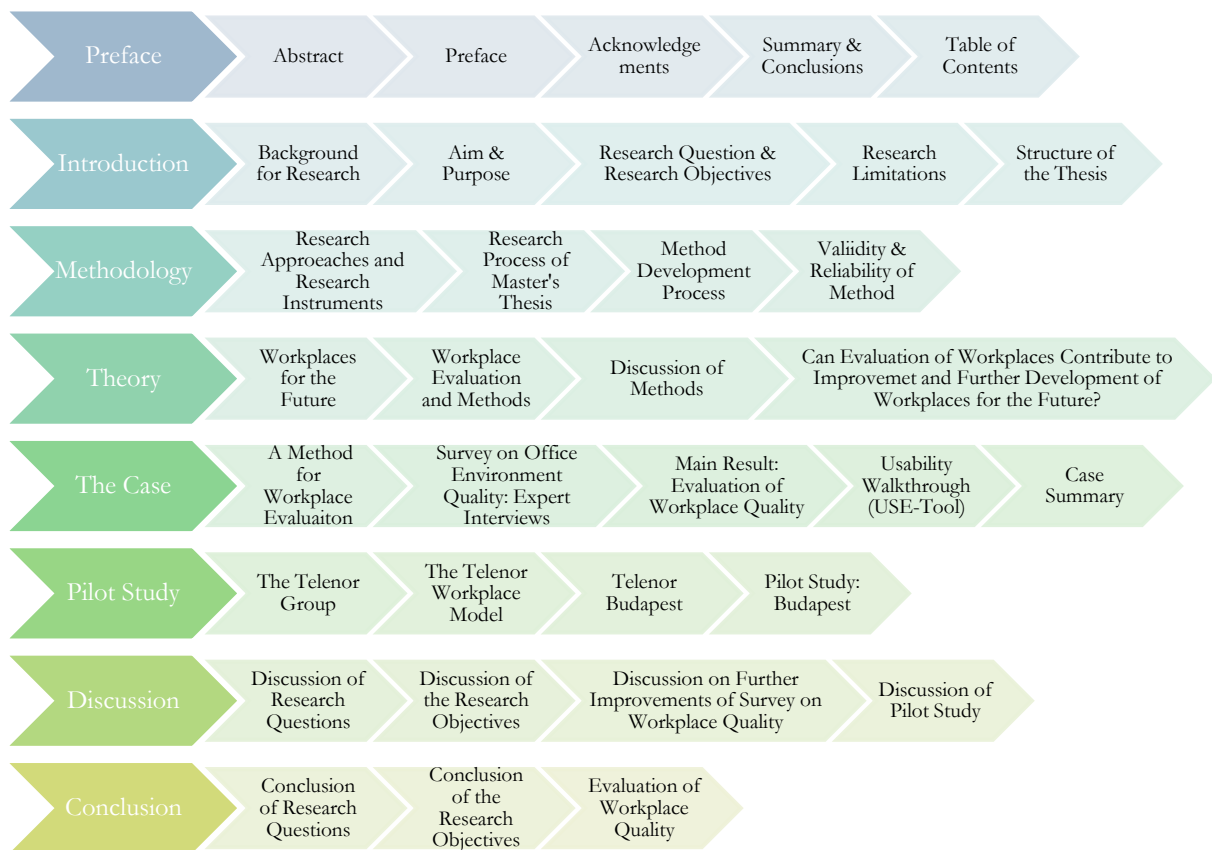 Preface
Abstract
Preface
Acknowledge
ments
Summary &
Conclusions
Table of
Contents
Introduction
Background
for Research
Aim &
Purpose
Research Question &
Research Objectives
Research
Limitations
Structure of
the Thesis
Methodology
Research
Approaches and
Research
Instruments
Research
Process of
Master's
Thesis
Method
Development
Process
Valiidity &
Reliability of
Method
Theory
Workplaces
for the
Future
Workplace
Evaluation
and Methods
Discussion of
Methods
Can Evaluation of Workplaces Contribute to
Improvemet and Further Development of
Workplaces for the Future?
The Case
A Method
for
Workplace
Evaluaiton
Survey on Office
Environment
Quality: Expert
Interviews
Main Result:
Evaluation of
Workplace Quality
Usability
Walkthrough
(USE-Tool)
Case
Summary
Pilot Study
The Telenor
Group
The Telenor
Workplace
Model
Telenor
Budapest
Pilot Study:
Budapest
Discussion
Discussion of
Research
Questions
Discussion of
the Research
Objectives
Discussion on Further
Improvements of Survey on
Workplace Quality
Discussion of
Pilot Study
Conclusion
Conclusion
of Research
Questions
Conclusion
of the
Research
Objectives
Evaluation of
Workplace
Quality